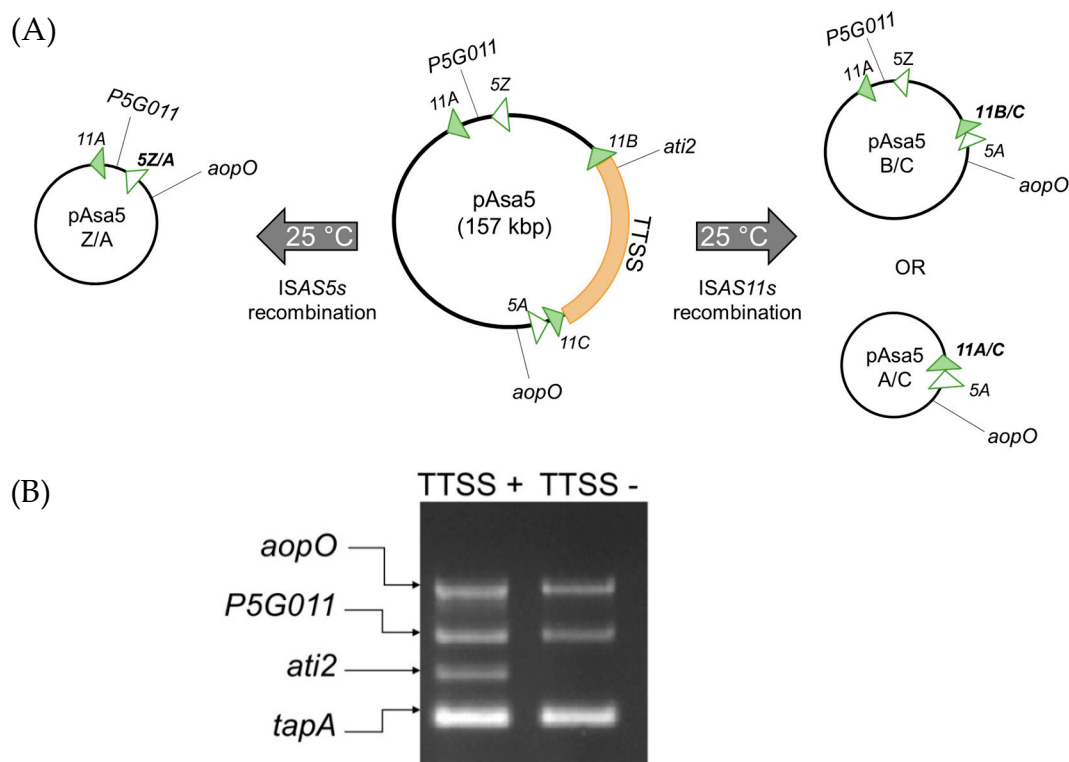 (A)
P5G011
11A
5Z/A
aopO
pAsa5
Z/A
25 °C
ISAS5s
recombination
P5G011
11A
5Z
11B
ati2
pAsa5
(157 kbp)
TTSS
5A
11C
aopO
25 °C
ISAS11s
recombination
P5G011
11A
5Z
11B/C
5A
pAsa5
B/C
aopO
OR
pAsa5
A/C
11A/C
5A
aopO
(B)
TTSS + TTSS -
aopO
P5G011
ati2
tapA